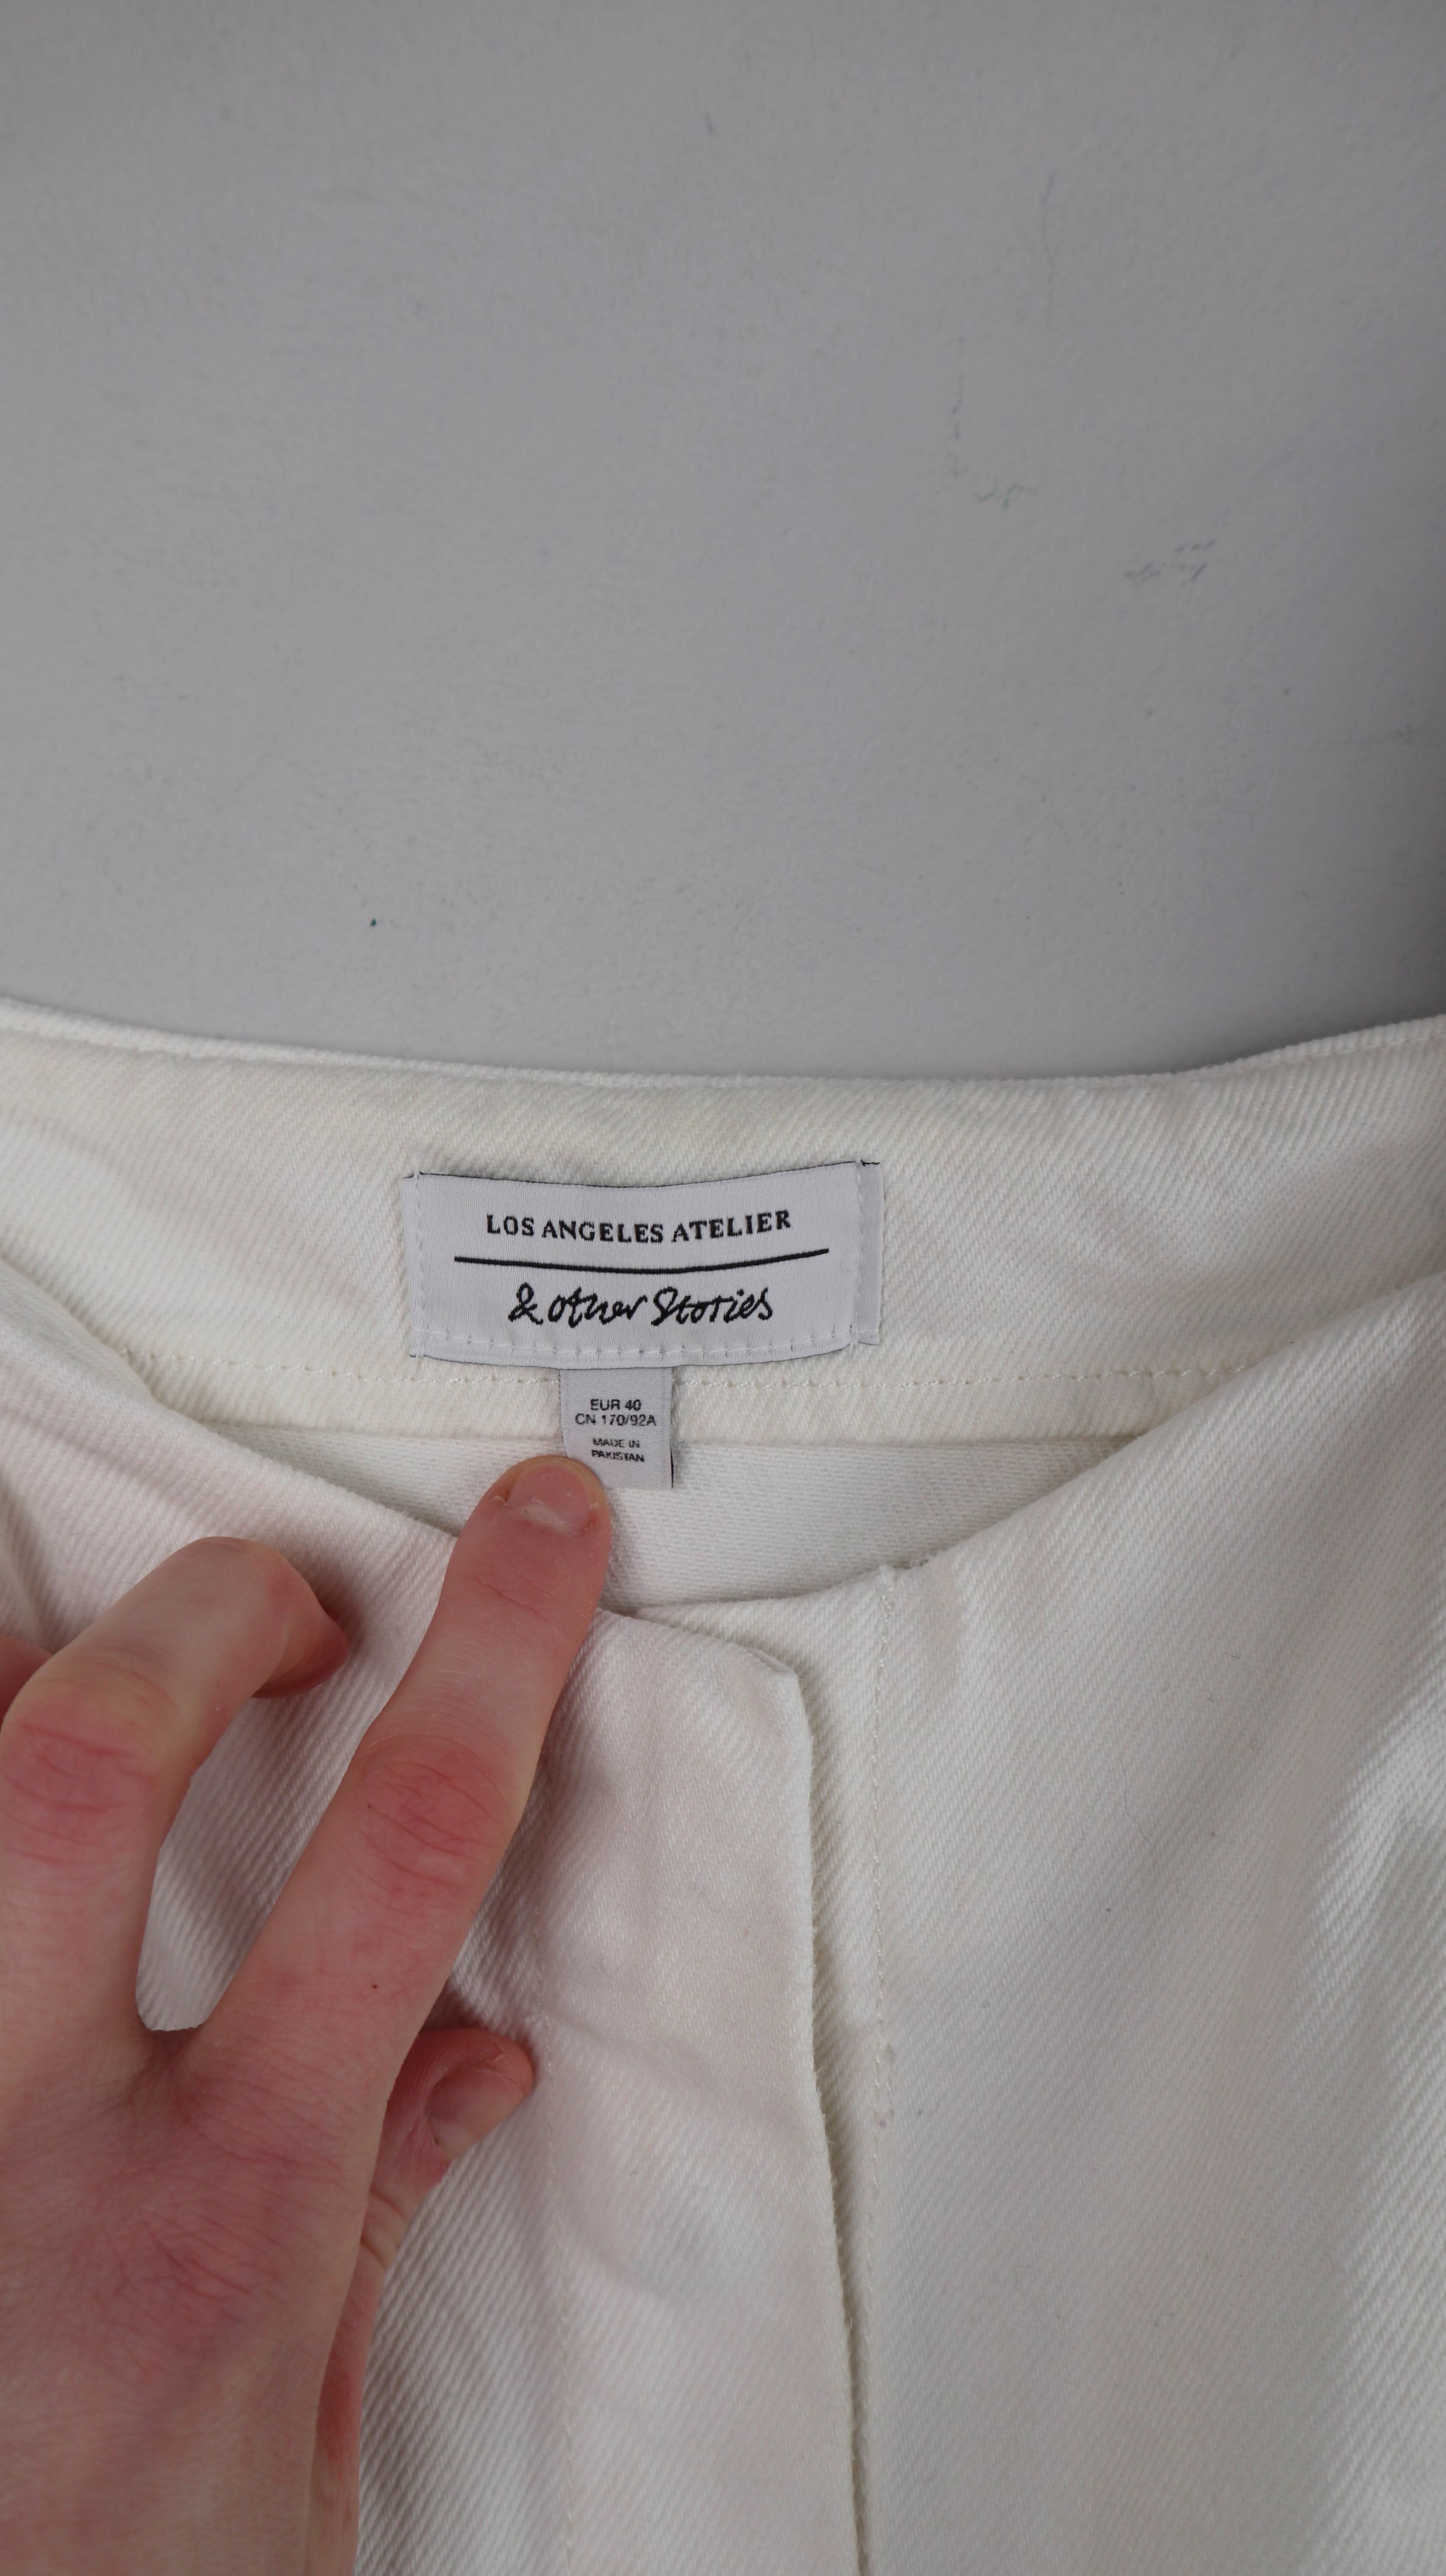 LOS ANGELES ATELIER
& other Stories
EUR 40
CN 170/92A
MADE IN
PAKISTAN